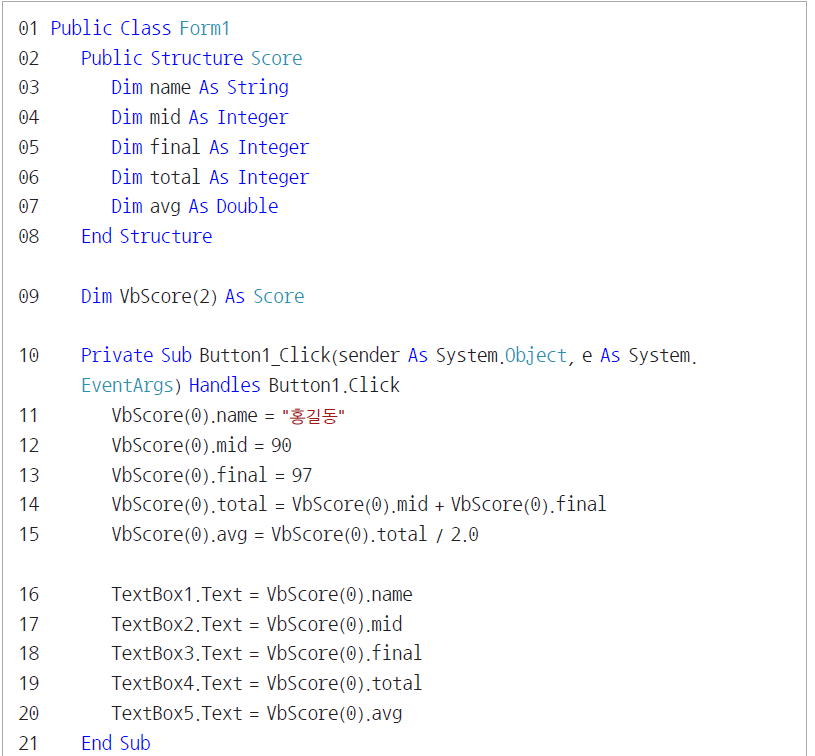 01 Public Class Form1
02 Public Structure Score
03 Dim name As String
04 Dim mid As Integer
05 Dim final As Integer
06 Dim total As Integer
07 Dim avg As Double
08 End Structure
09 Dim VbScore(2) As Score
10 Private Sub Button1_Click(sender As System.Object, e As System.
EventArgs) Handles Button1.Click
11 VbScore(0).name = "홍길동"
12 VbScore(0).mid = 90
13 VbScore(0).final = 97
14 VbScore(0).total = VbScore(0).mid + VbScore(0).final
15 VbScore(0).avg = VbScore(0).total / 2.0
16 TextBox1.Text = VbScore(0).name
17 TextBox2.Text = VbScore(0).mid
18 TextBox3.Text = VbScore(0).final
19 TextBox4.Text = VbScore(0).total
20 TextBox5.Text = VbScore(0).avg
21 End Sub